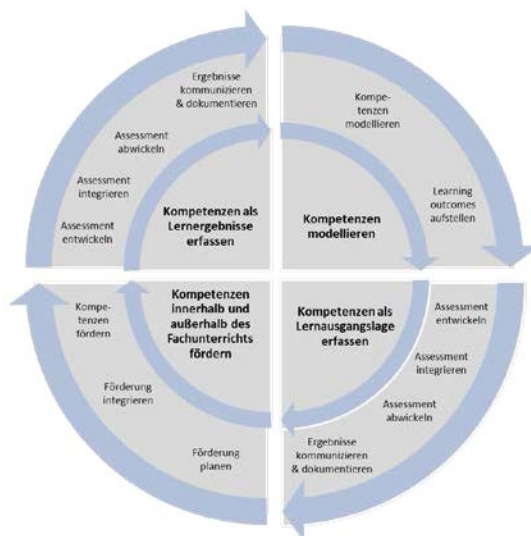 Ergebnisse
kommunizieren
& dokumentieren
Assessment
abwickeln
Assessment
integrieren
Assessment
entwickeln
Kompetenzen als
Lernergebnisse
erfassen
Kompe-
tenzen
modellieren
Learning
outcomes
aufstellen
Kompetenzen
modellieren
Kompetenzen
innerhalb und
außerhalb des
Fachunterrichts
fördern
Kompe-
tenzen
fördern
Förderung
integrieren
Förderung
planen
Kompetenzen als
Lernausgangslage
erfassen
Assessment
entwickeln
Assessment
integrieren
Assessment
abwickeln
Ergebnisse
kommunizieren
& dokumentieren